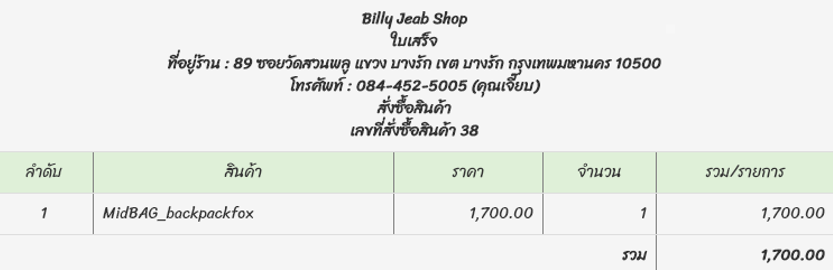 Billy Jeab Shop
ใบเสร็จ
ที่อยู่ร้าน : 89 ซอยวัดสวนพลู แขวง บางรัก เขต บางรัก กรุงเทพมหานคร 10500
โทรศัพท์ : 084-452-5005 (คุณเจี๊ยบ)
สั่งซื้อสินค้า
เลขที่สั่งซื้อสินค้า 38
ลำดับ สินค้า ราคา จำนวน รวม/รายการ
1 MidBAG_backpackfox 1,700.00 1 1,700.00
รวม 1,700.00